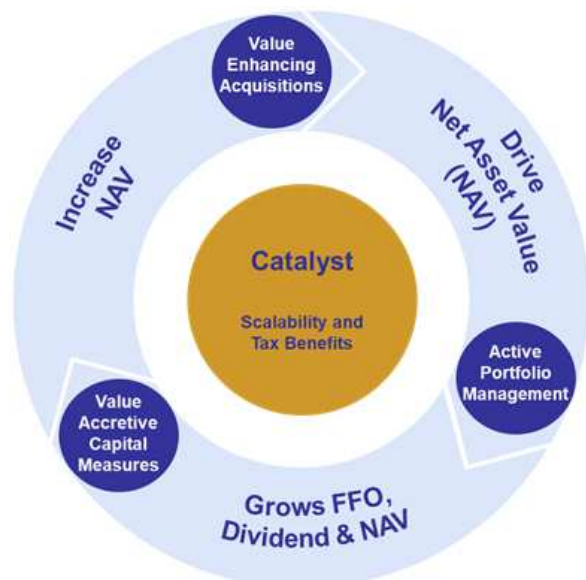 Value
Enhancing
Acquisitions
Drive
Net Asset Value
(NAV)
Active
Portfolio
Management
Grows FFO,
Dividend & NAV
Value
Accretive
Capital
Measures
Increase
NAV
Catalyst
Scalability and
Tax Benefits